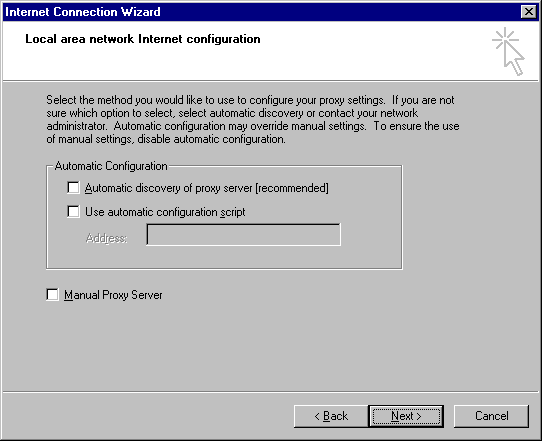 Internet Connection Wizard
Local area network Internet configuration
Select the method you would like to use to configure your proxy settings.  If you are not
sure which option to select, select automatic discovery or contact your network
administrator.  Automatic configuration may override manual settings.  To ensure the use
of manual settings, disable automatic configuration.
Automatic Configuration
Automatic discovery of proxy server [recommended]
Use automatic configuration script
Address:
Manual Proxy Server
< Back
Next >
Cancel